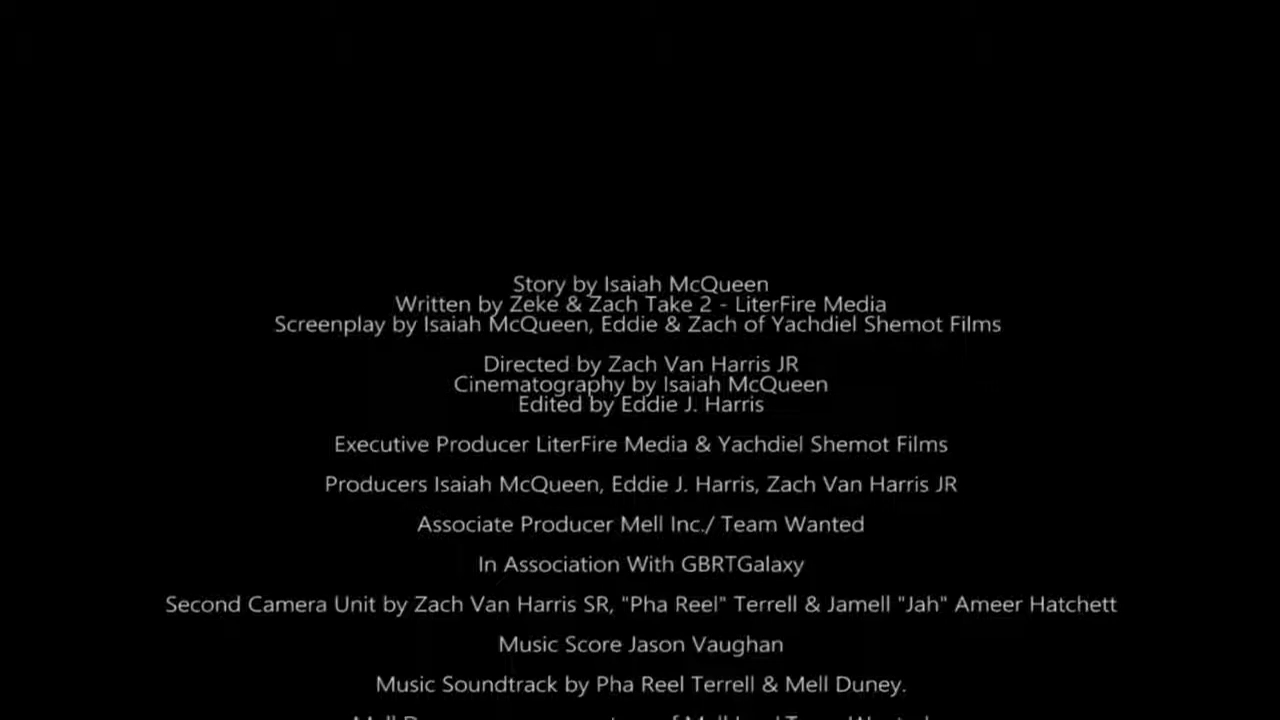 Story by Isaiah McQueen
Written by Zeke & Zach Take 2 - LiterFire Media
Screenplay by Isaiah McQueen, Eddie & Zach of Yachdiel Shemot Films
Directed by Zach Van Harris JR
Cinematography by Isaiah McQueen
Edited by Eddie J. Harris
Executive Producer LiterFire Media & Yachdiel Shemot Films
Producers Isaiah McQueen, Eddie J. Harris, Zach Van Harris JR
Associate Producer Mell Inc./ Team Wanted
In Association With GBRTGalaxy
Second Camera Unit by Zach Van Harris SR, "Pha Reel" Terrell & Jamell "Jah" Ameer Hatchett
Music Score Jason Vaughan
Music Soundtrack by Pha Reel Terrell & Mell Duney.